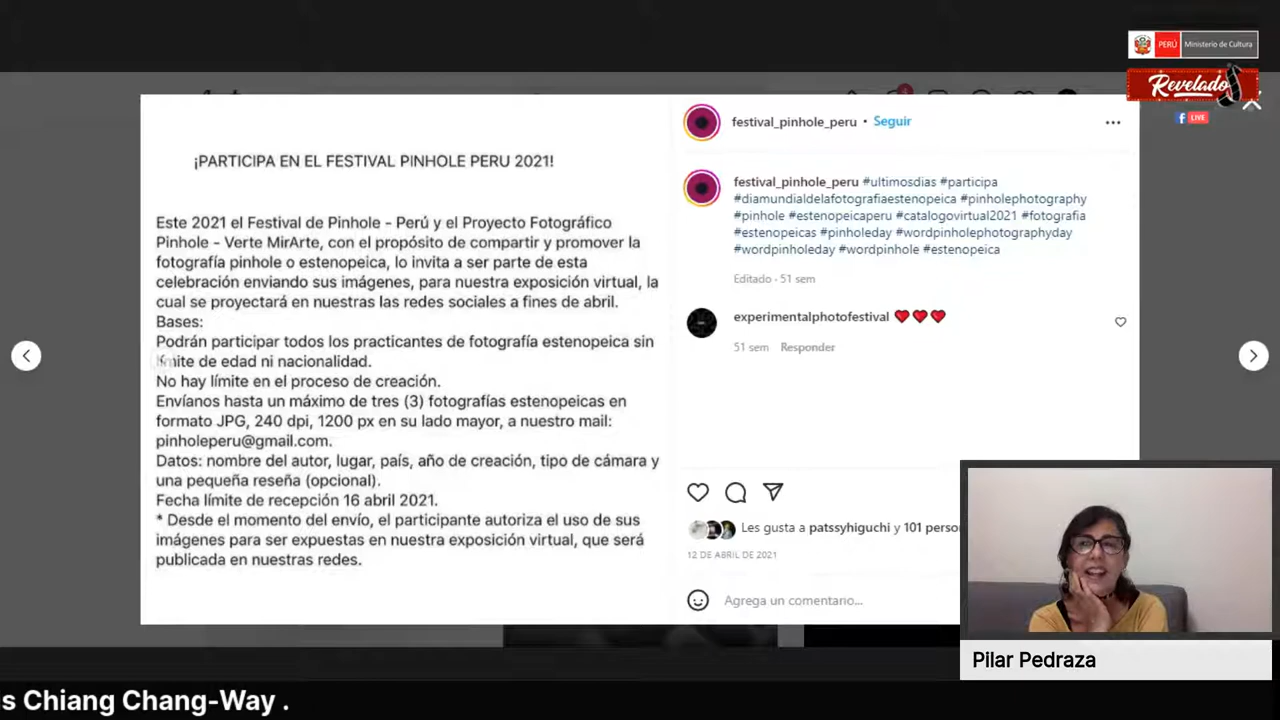 PERÚ
Ministerio de Cultura
Revelados
LIVE
¡PARTICIPA EN EL FESTIVAL PINHOLE PERU 2021!
Este 2021 el Festival de Pinhole - Perú y el Proyecto Fotográfico
Pinhole - Verte MirArte, con el propósito de compartir y promover la
fotografía pinhole o estenopeica, lo invita a ser parte de esta
celebración enviando sus imágenes, para nuestra exposición virtual, la
cual se proyectará en nuestras las redes sociales a fines de abril.
Bases:
Podrán participar todos los practicantes de fotografía estenopeica sin
límite de edad ni nacionalidad.
No hay límite en el proceso de creación.
Envíanos hasta un máximo de tres (3) fotografías estenopeicas en
formato JPG, 240 dpi, 1200 px en su lado mayor, a nuestro mail:
pinholeperu@gmail.com.
Datos: nombre del autor, lugar, país, año de creación, tipo de cámara y
una pequeña reseña (opcional).
Fecha límite de recepción 16 abril 2021.
* Desde el momento del envío, el participante autoriza el uso de sus
imágenes para ser expuestas en nuestra exposición virtual, que será
publicada en nuestras redes.
festival_pinhole_peru • Seguir
festival_pinhole_peru #ultimosdias #participa
#diamundialdelafotografiaestenopeica #pinholephotography
#pinhole #estenopeicaperu #catalogovirtual2021 #fotografia
#estenopeicas #pinholeday #wordpinholephotographyday
#wordpinholeday #wordpinhole #estenopeica
Editado · 51 sem
experimentalphotofestival
51 sem Responder
Les gusta a patssyhiguchi y 101 perso
12 DE ABRIL DE 2021
Agrega un comentario...
Pilar Pedraza
s Chiang Chang-Way .